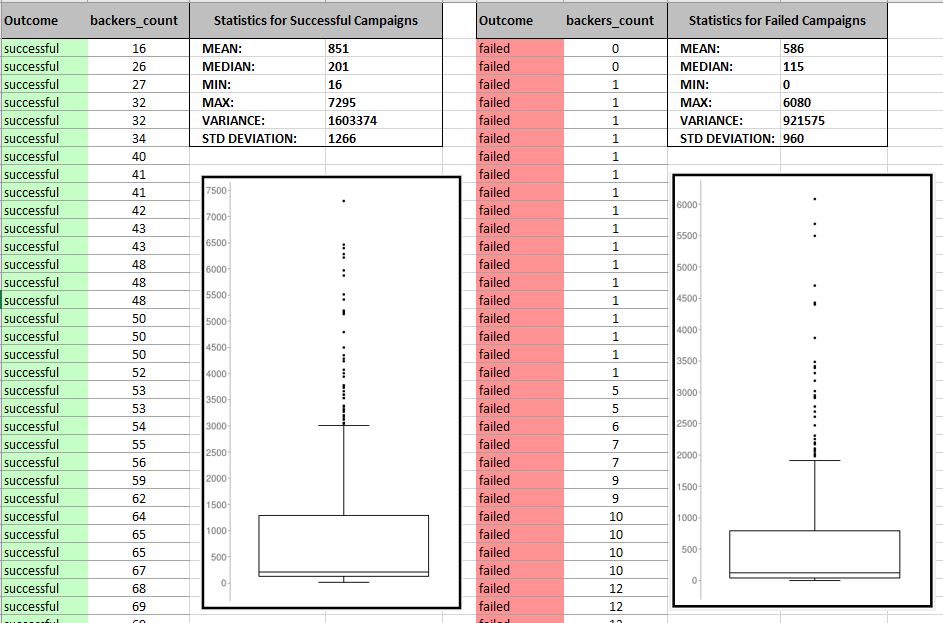 Outcome backers_count Statistics for Successful Campaigns Outcome backers_count Statistics for Failed Campaigns
successful 16 MEAN: 851 failed 0 MEAN: 586
successful 26 MEDIAN: 201 failed 0 MEDIAN: 115
successful 27 MIN: 16 failed 1 MIN: 0
successful 32 MAX: 7295 failed 1 MAX: 6080
successful 32 VARIANCE: 1603374 failed 1 VARIANCE: 921575
successful 34 STD DEVIATION: 1266 failed 1 STD DEVIATION: 960
successful 40 failed 1
successful 41 failed 1
successful 41 7500 failed 1
successful 42 7000 failed 1 6000
successful 43 failed 1 5500
successful 43 6500 failed 1
successful 48 6000 failed 1 5000
successful 48 failed 1
successful 48 5500 failed 1 4500
successful 50 5000 failed 1
successful 50 failed 1 4000
successful 50 4500 failed 1 3500
successful 52 4000 failed 1
successful 53 failed 5 3000
successful 53 3500 failed 5
successful 54 3000 failed 6 2500
successful 55 2500 failed 7
successful 56 failed 7 2000
successful 59 2000 failed 9 1500
successful 62 1500 failed 9
successful 64 failed 10 1000
successful 65 1000 failed 10
successful 65 500 failed 10 500
successful 67 failed 10
successful 68 0 failed 12 0
successful 69 failed 12